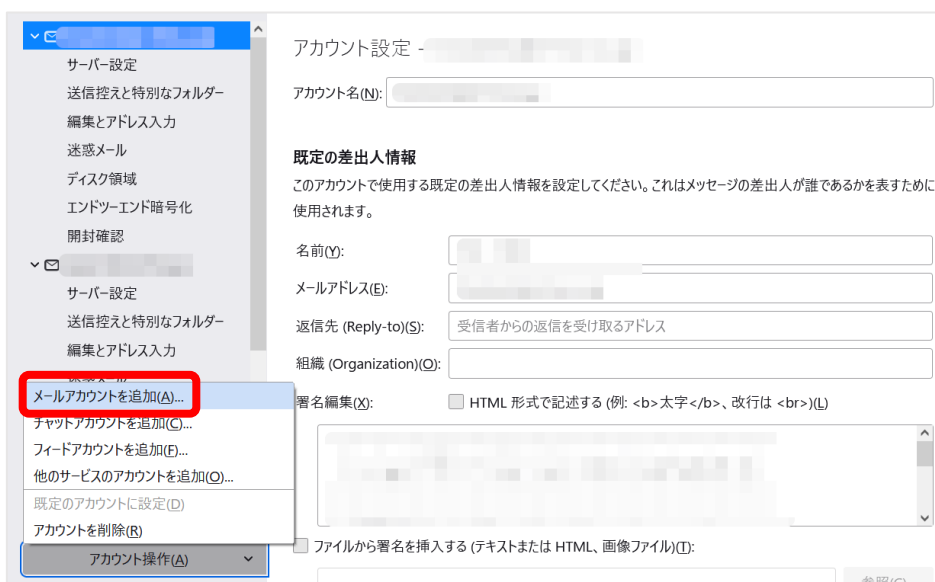 サーバー設定
送信控えと特別なフォルダー
編集とアドレス入力
迷惑メール
ディスク領域
エンドツーエンド暗号化
開封確認
サーバー設定
送信控えと特別なフォルダー
編集とアドレス入力
メールアカウントを追加(A)...
チャットアカウントを追加(C)...
フィードアカウントを追加(F)...
他のサービスのアカウントを追加(O)...
既定のアカウントに設定(D)
アカウントを削除(R)
アカウント操作(A)
アカウント設定 -
アカウント名(N):
既定の差出人情報
このアカウントで使用する既定の差出人情報を設定してください。これはメッセージの差出人が誰であるかを表すために
使用されます。
名前(Y):
メールアドレス(E):
返信先 (Reply-to)(S): 受信者からの返信を受け取るアドレス
組織 (Organization)(O):
署名編集(X): HTML 形式で記述する (例: <b>太字</b>、改行は <br>)(L)
ファイルから署名を挿入する (テキストまたは HTML、画像ファイル)(T):